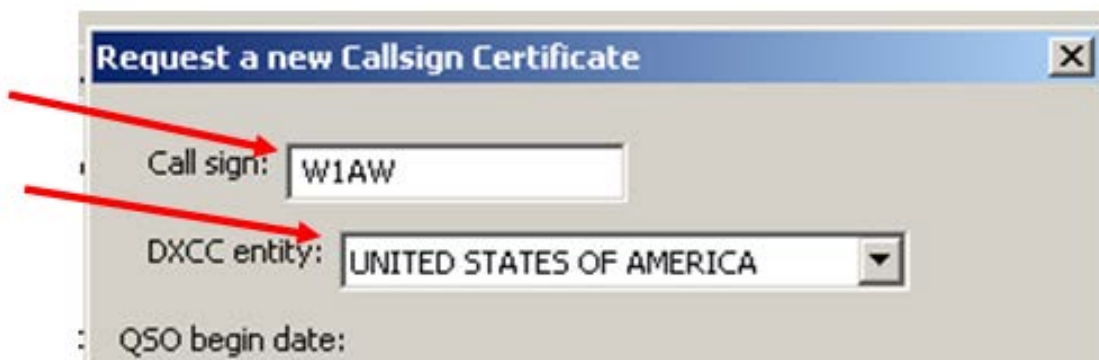 Request a new Callsign Certificate
Call sign: W1AW
DXCC entity: UNITED STATES OF AMERICA
QSO begin date: